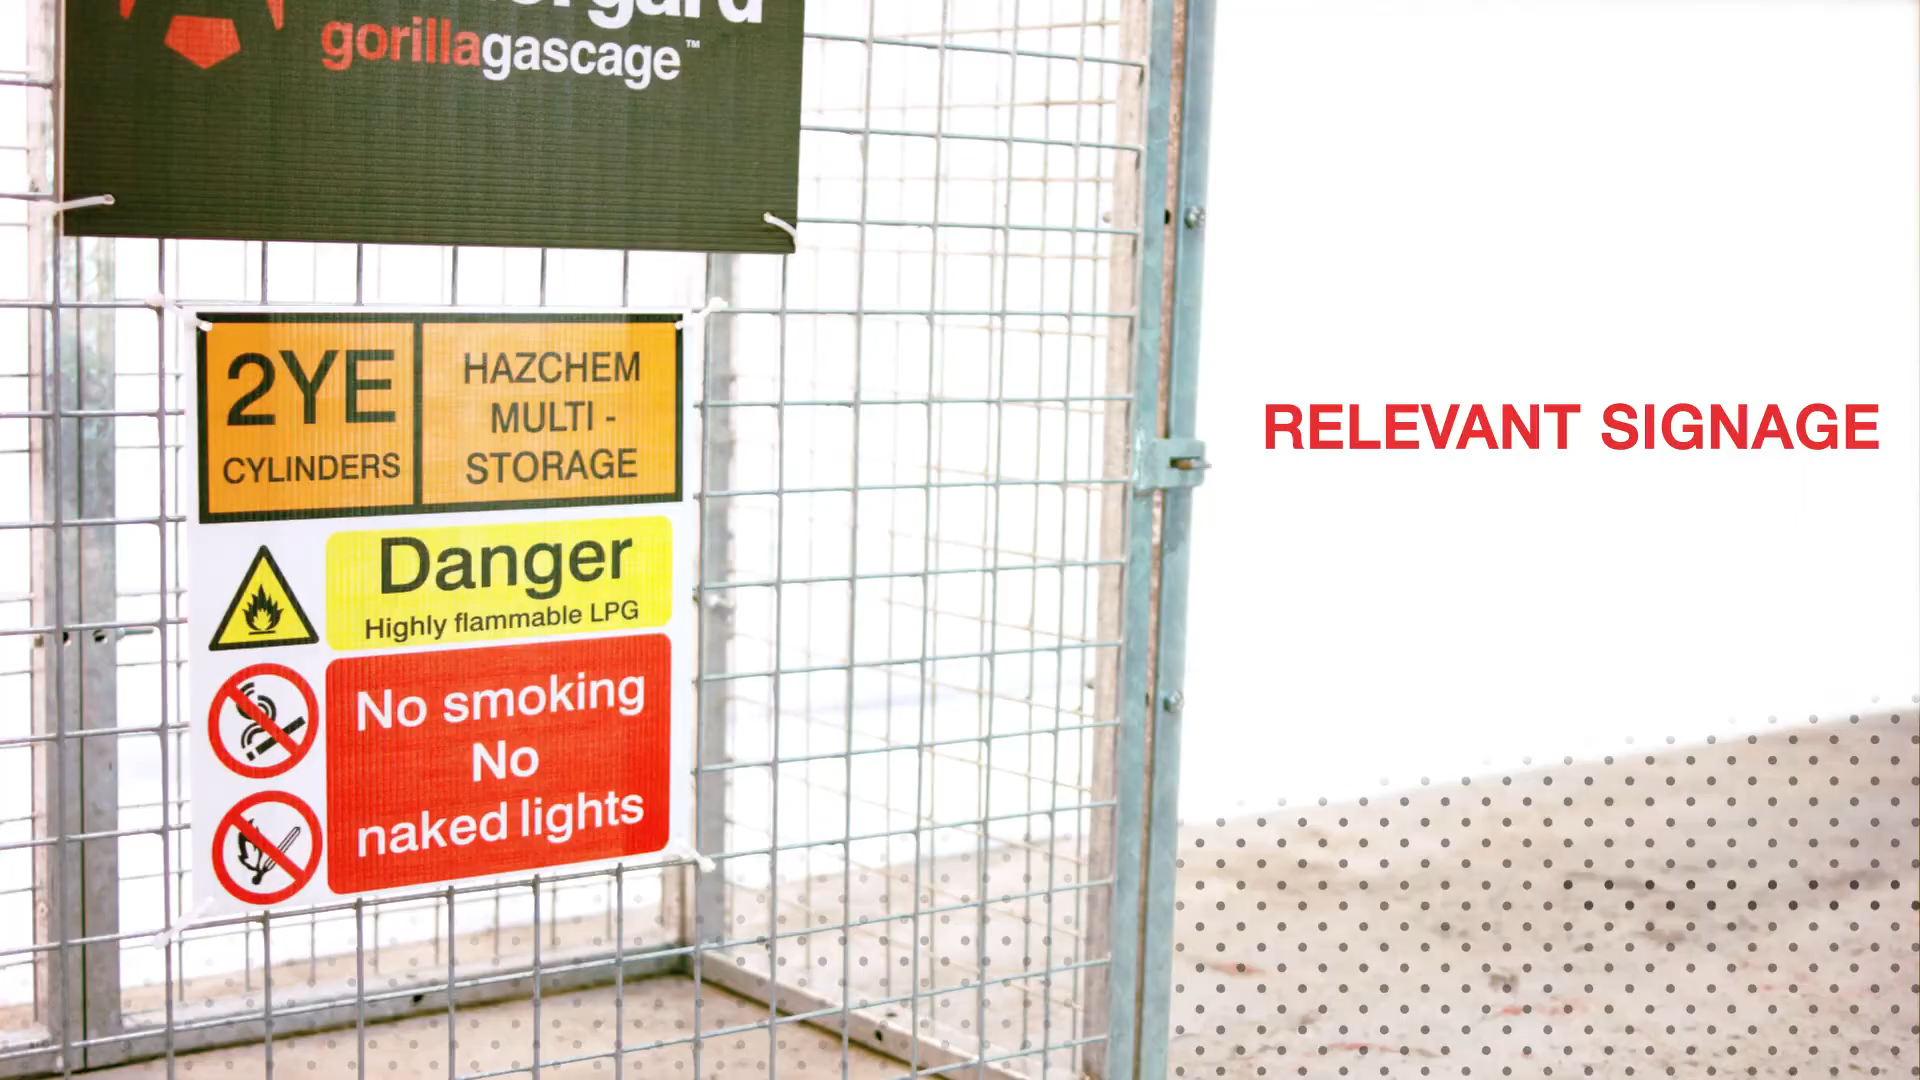 gorillagascage™
2YE
CYLINDERS
HAZCHEM
MULTI -
STORAGE
Danger
Highly flammable LPG
No smoking
No
naked lights
RELEVANT SIGNAGE